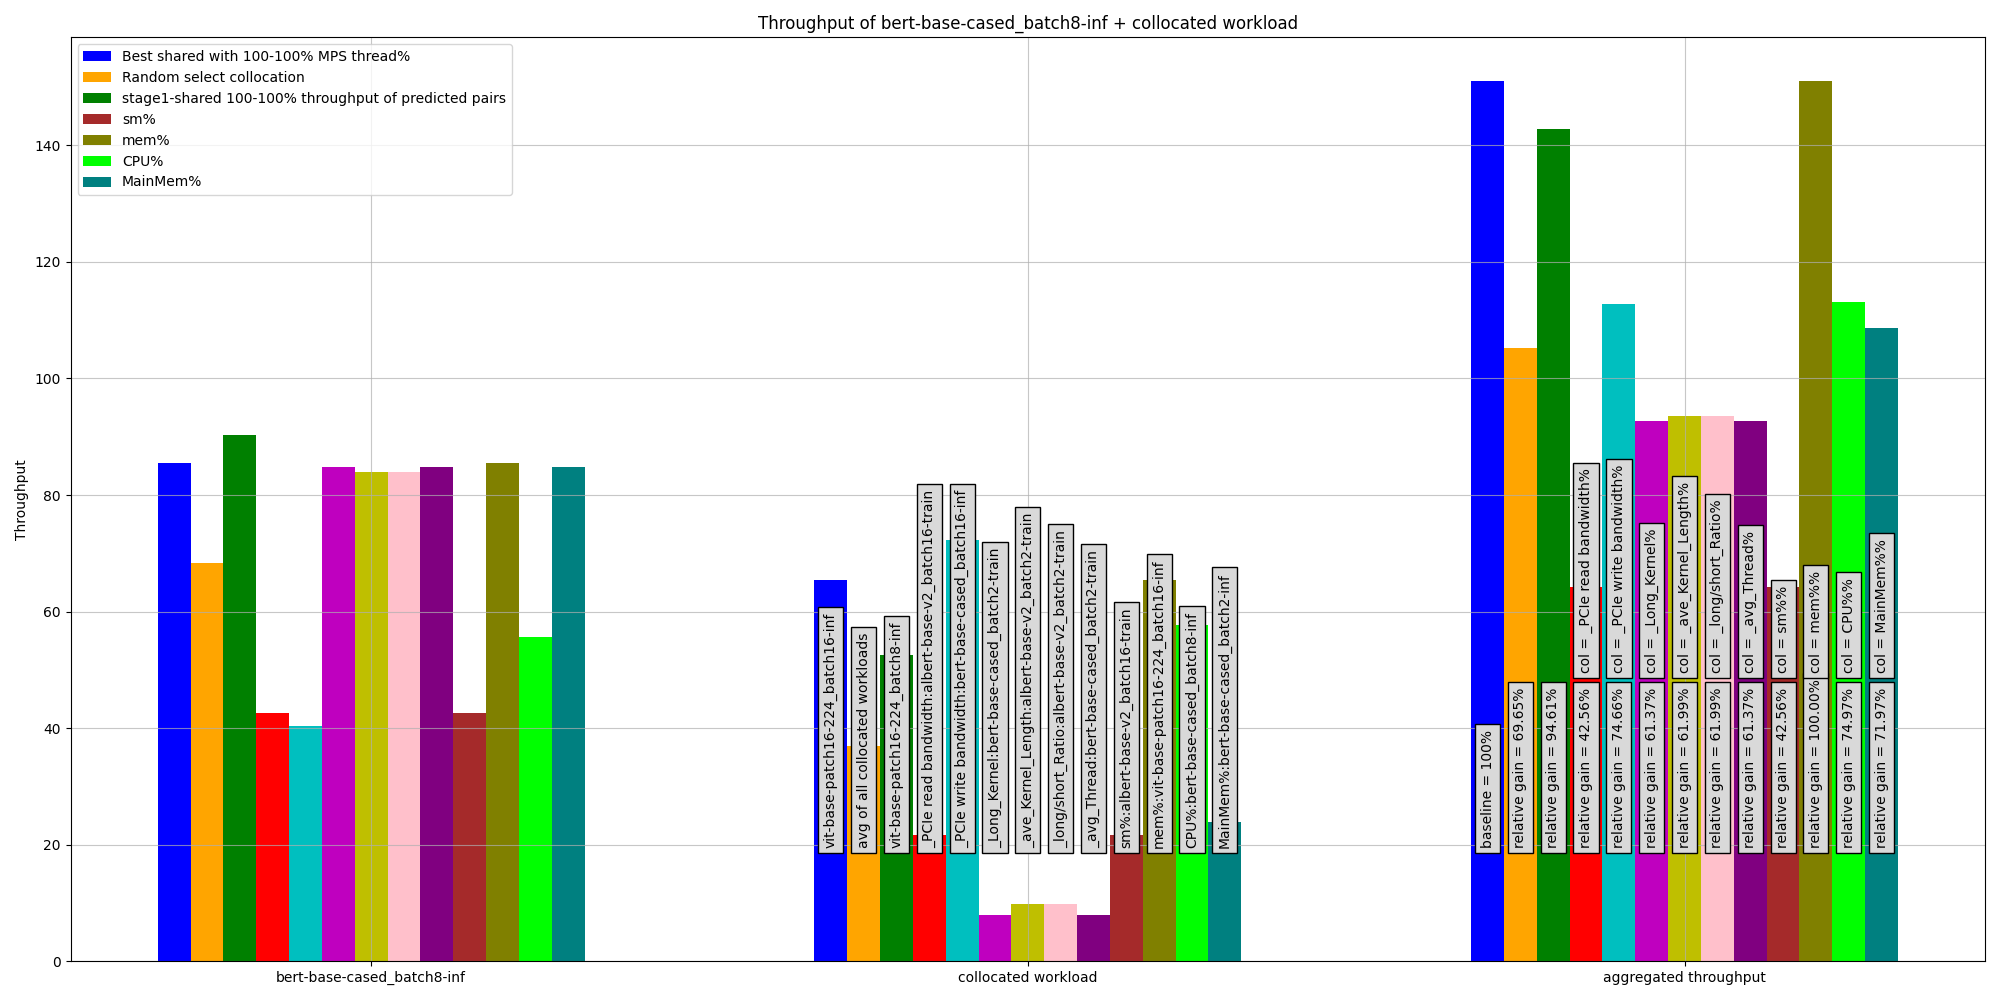 Throughput of bert-base-cased_batch8-inf + collocated workload
Best shared with 100-100% MPS thread%
Random select collocation
stage1-shared 100-100% throughput of predicted pairs
sm%
mem%
CPU%
MainMem%
Throughput
140
120
100
80
60
40
20
0
vit-base-patch16-224_batch16-inf
avg of all collocated workloads
vit-base-patch16-224_batch8-inf
_PCIe read bandwidth:albert-base-v2_batch16-train
_PCIe write bandwidth:bert-base-cased_batch16-inf
_Long_Kernel:bert-base-cased_batch2-train
_ave_Kernel_Length:albert-base-v2_batch2-train
_long/short_Ratio:albert-base-v2_batch2-train
_avg_Thread:bert-base-cased_batch2-train
sm%:albert-base-v2_batch16-train
mem%:vit-base-patch16-224_batch16-inf
CPU%:bert-base-cased_batch8-inf
MainMem%:bert-base-cased_batch2-inf
baseline = 100%
relative gain = 69.65%
relative gain = 94.61%
relative gain = 42.56%
col = _PCIe read bandwidth%
relative gain = 74.66%
col = _PCIe write bandwidth%
relative gain = 61.37%
col = _Long_Kernel%
relative gain = 61.99%
col = _ave_Kernel_Length%
relative gain = 61.99%
col = _long/short_Ratio%
relative gain = 61.37%
col = _avg_Thread%
relative gain = 42.56%
col = sm%%
relative gain = 100.00%
col = mem%%
relative gain = 74.97%
col = CPU%%
relative gain = 71.97%
col = MainMem%%
bert-base-cased_batch8-inf
collocated workload
aggregated throughput